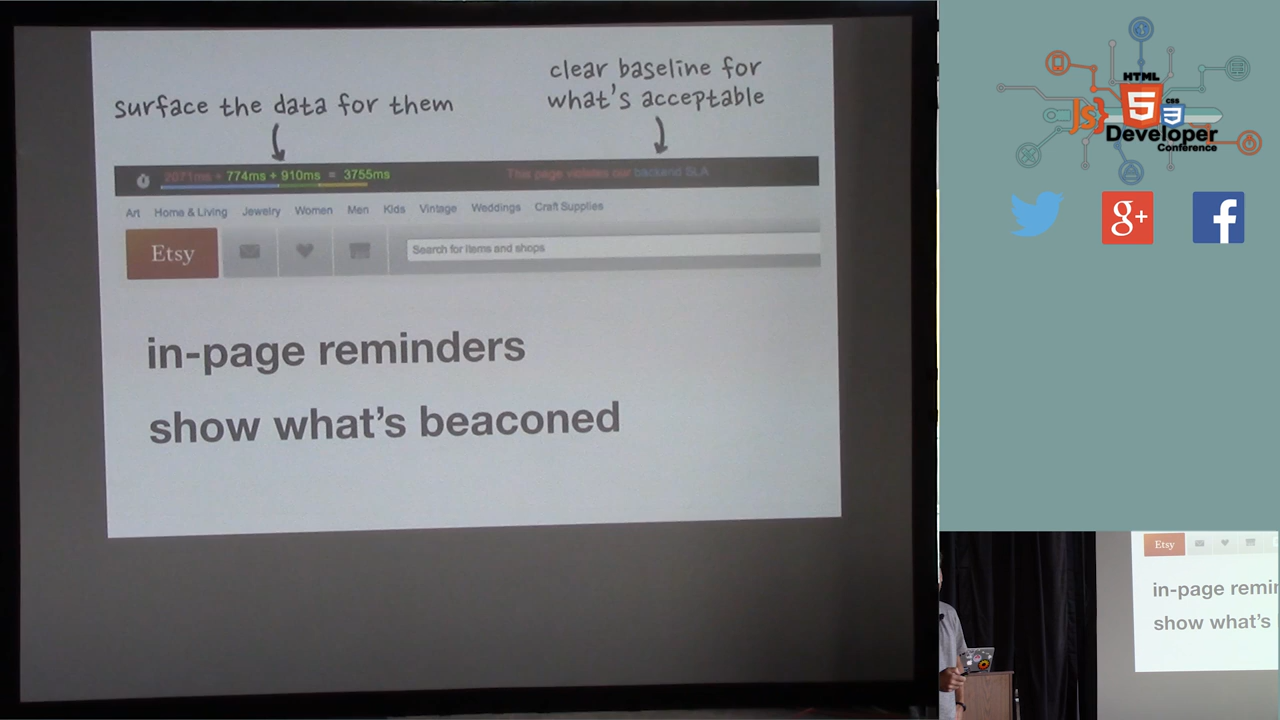 surface the data for them
clear baseline for
what's acceptable
2071ms + 774ms + 910ms = 3755ms
This page violates our backend SLA
Art Home & Living Jewelry Women Men Kids Vintage Weddings Craft Supplies
Etsy
Search for items and shops
in-page reminders
show what's beaconed
HTML
5
JS}
CSS
3
Developer
Conference
g+
f
Etsy
in-page remin
show what's